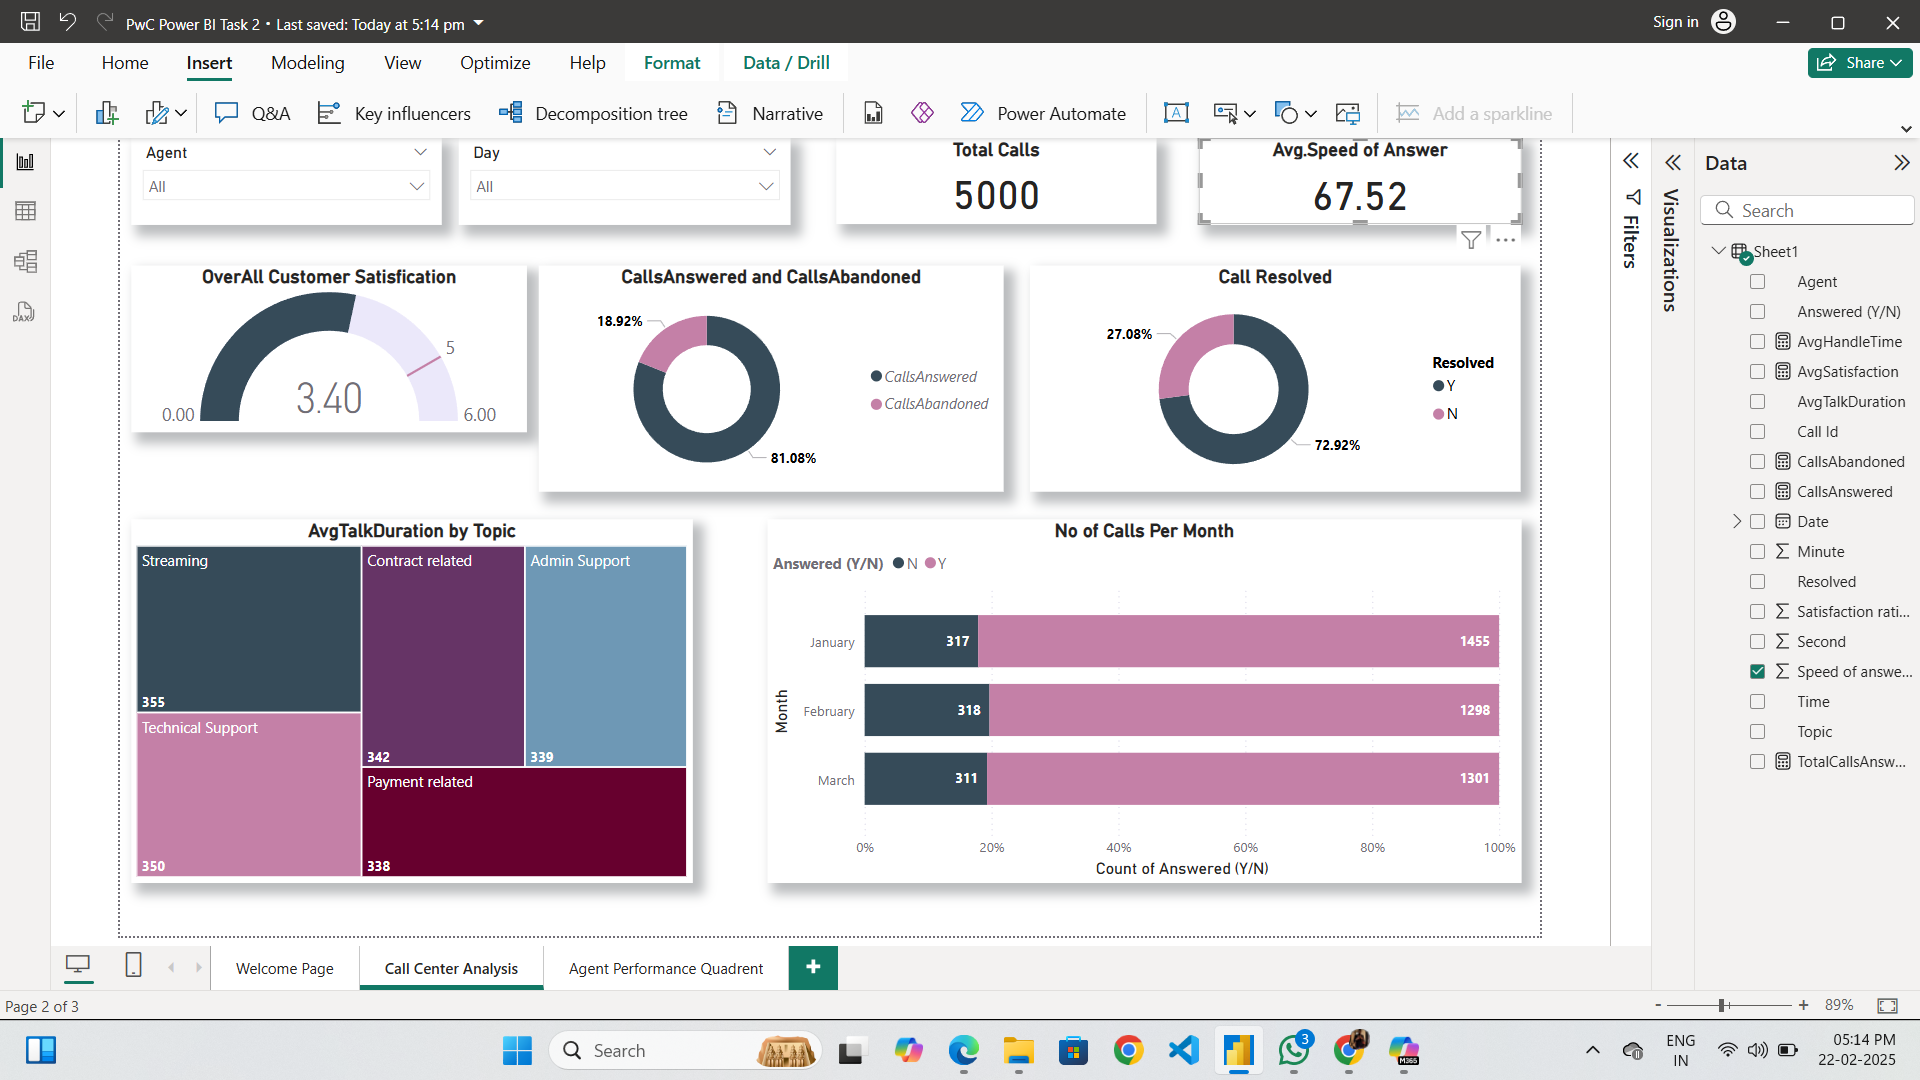 PwC Power BI Task 2 • Last saved: Today at 5:14 pm
Sign in
File Home Insert Modeling View Optimize Help Format Data / Drill
Share
Q&A Key influencers Decomposition tree Narrative Power Automate Add a sparkline
Agent
All
Day
All
Total Calls
5000
Avg.Speed of Answer
67.52
OverAll Customer Satisfication
5
3.40
0.00
6.00
CallsAnswered and CallsAbandoned
18.92%
CallsAnswered
CallsAbandoned
81.08%
Call Resolved
27.08%
Resolved
Y
N
72.92%
AvgTalkDuration by Topic
Streaming
355
Contract related
342
Admin Support
339
Technical Support
350
Payment related
338
No of Calls Per Month
Answered (Y/N) N Y
Month
January 317 1455
February 318 1298
March 311 1301
0% 20% 40% 60% 80% 100%
Count of Answered (Y/N)
Filters
Visualizations
Data
Search
Sheet1
Agent
Answered (Y/N)
AvgHandleTime
AvgSatisfaction
AvgTalkDuration
Call Id
CallsAbandoned
CallsAnswered
Date
Minute
Resolved
Satisfaction rati...
Second
Speed of answe...
Time
Topic
TotalCallsAnsw...
DAX
Welcome Page Call Center Analysis Agent Performance Quadrent +
Page 2 of 3
- + 89%
Search
3
M365
ENG
IN
05:14 PM
22-02-2025